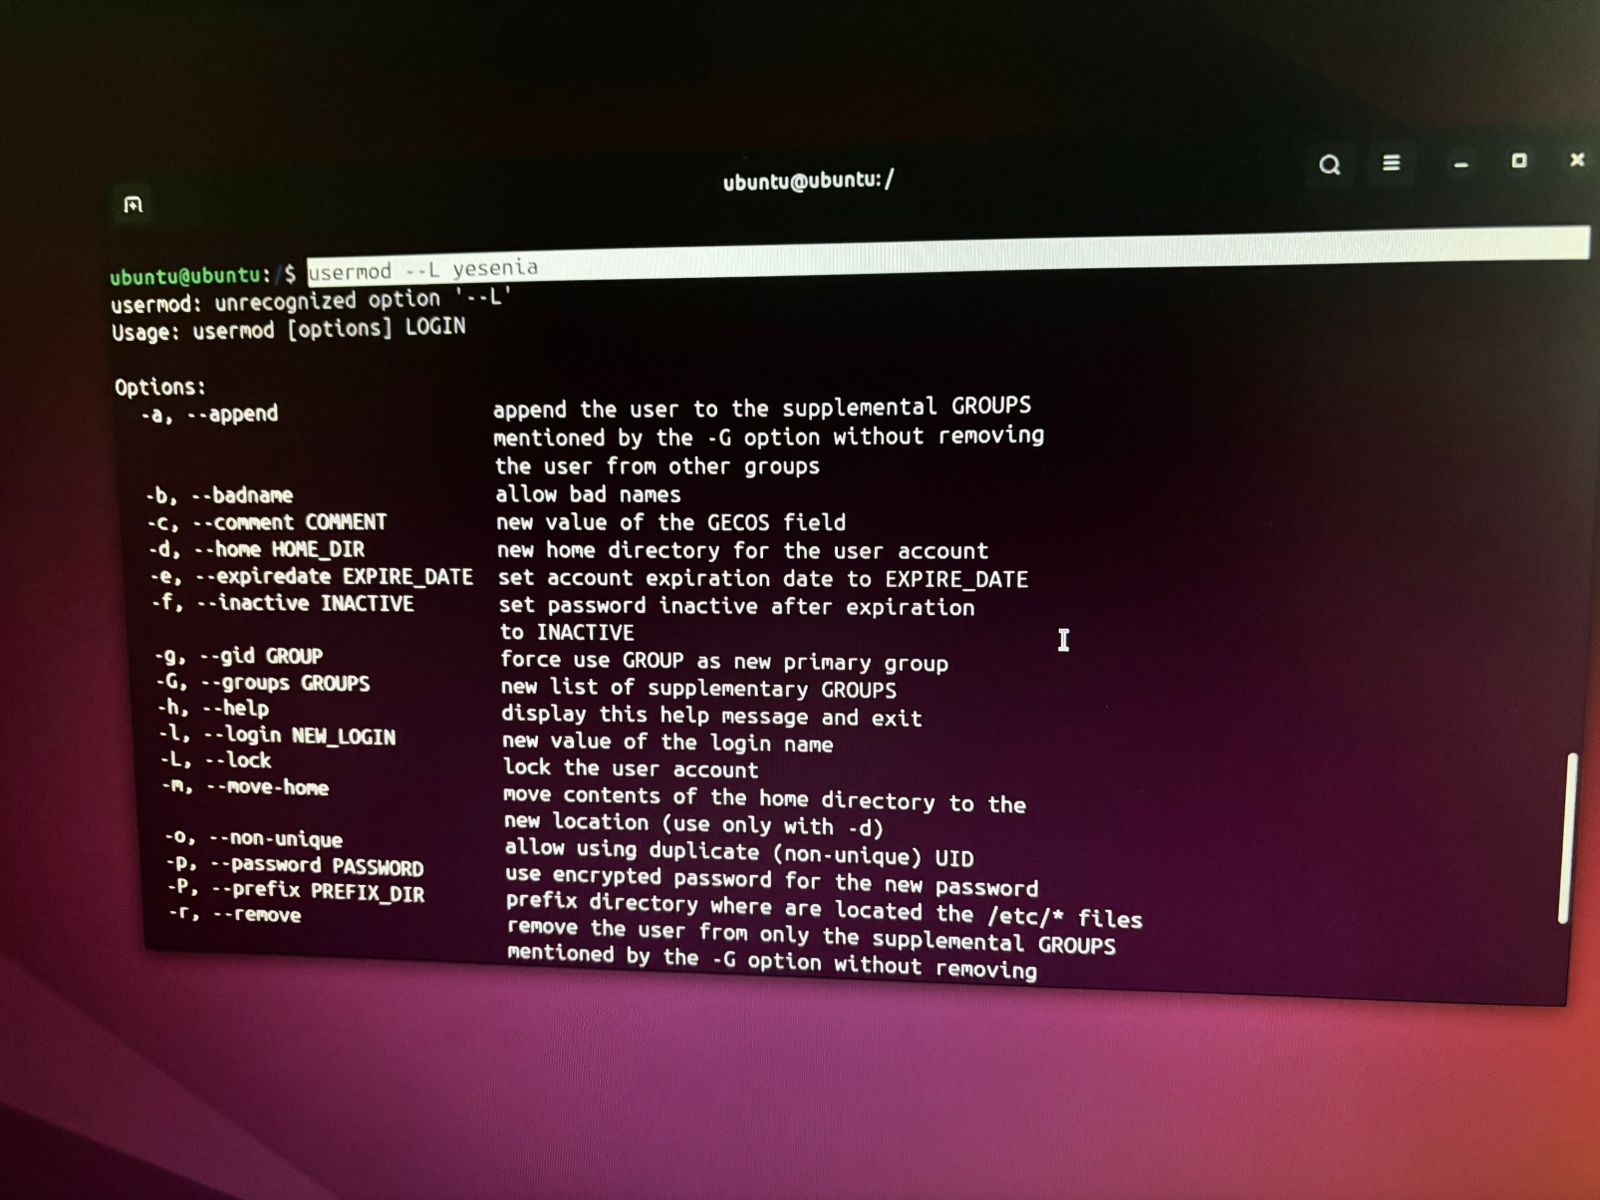 ubuntu@ubuntu:/
ubuntu@ubuntu:/$ usermod --L yesenia
usermod: unrecognized option '--L'
Usage: usermod [options] LOGIN
Options:
-a, --append append the user to the supplemental GROUPS
mentioned by the -G option without removing
the user from other groups
-b, --badname allow bad names
-c, --comment COMMENT new value of the GECOS field
-d, --home HOME_DIR new home directory for the user account
-e, --expiredate EXPIRE_DATE set account expiration date to EXPIRE_DATE
-f, --inactive INACTIVE set password inactive after expiration
to INACTIVE
-g, --gid GROUP force use GROUP as new primary group
-G, --groups GROUPS new list of supplementary GROUPS
-h, --help display this help message and exit
-l, --login NEW_LOGIN new value of the login name
-L, --lock lock the user account
-m, --move-home move contents of the home directory to the
new location (use only with -d)
-o, --non-unique allow using duplicate (non-unique) UID
-p, --password PASSWORD use encrypted password for the new password
-P, --prefix PREFIX_DIR prefix directory where are located the /etc/* files
-r, --remove remove the user from only the supplemental GROUPS
mentioned by the -G option without removing